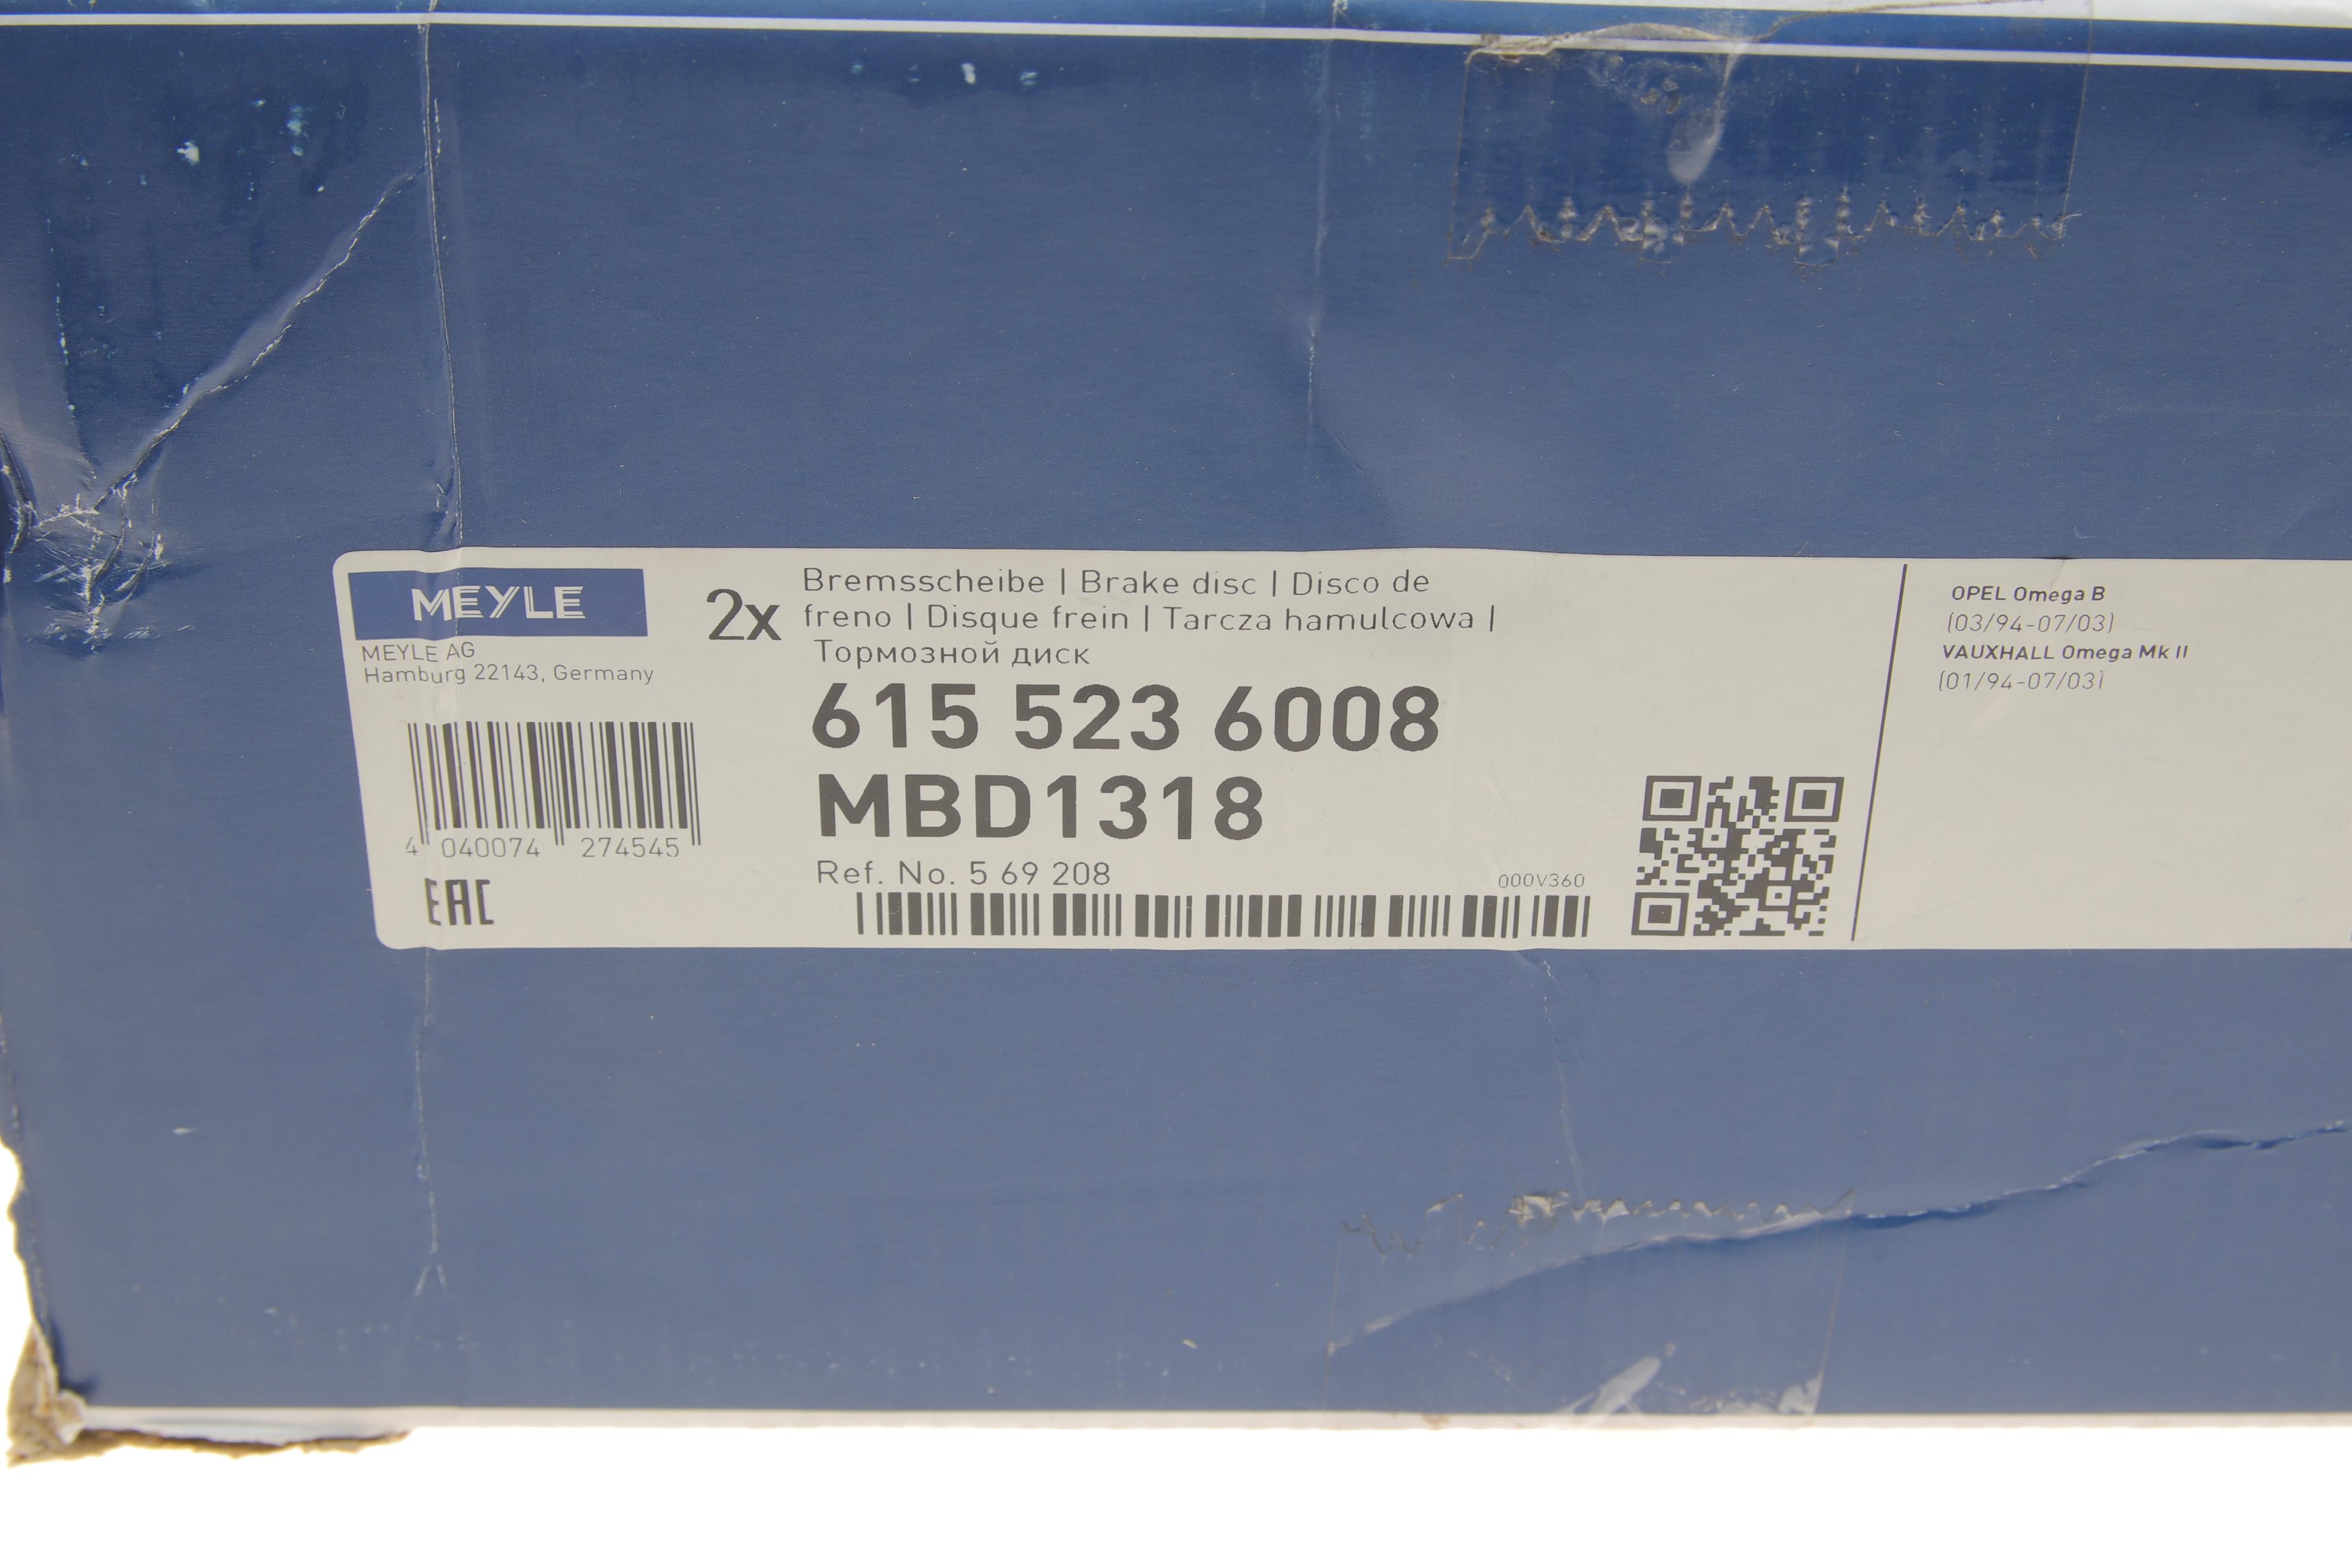 MEYLE
MEYLE AG
Hamburg 22143, Germany
4 040074 274545
EAC
2x
Bremsscheibe | Brake disc | Disco de
freno | Disque frein | Tarcza hamulcowa |
Тормозной диск
615 523 6008
MBD1318
Ref. No. 5 69 208
000V360
OPEL Omega B
(03/94-07/03)
VAUXHALL Omega Mk II
(01/94-07/03)